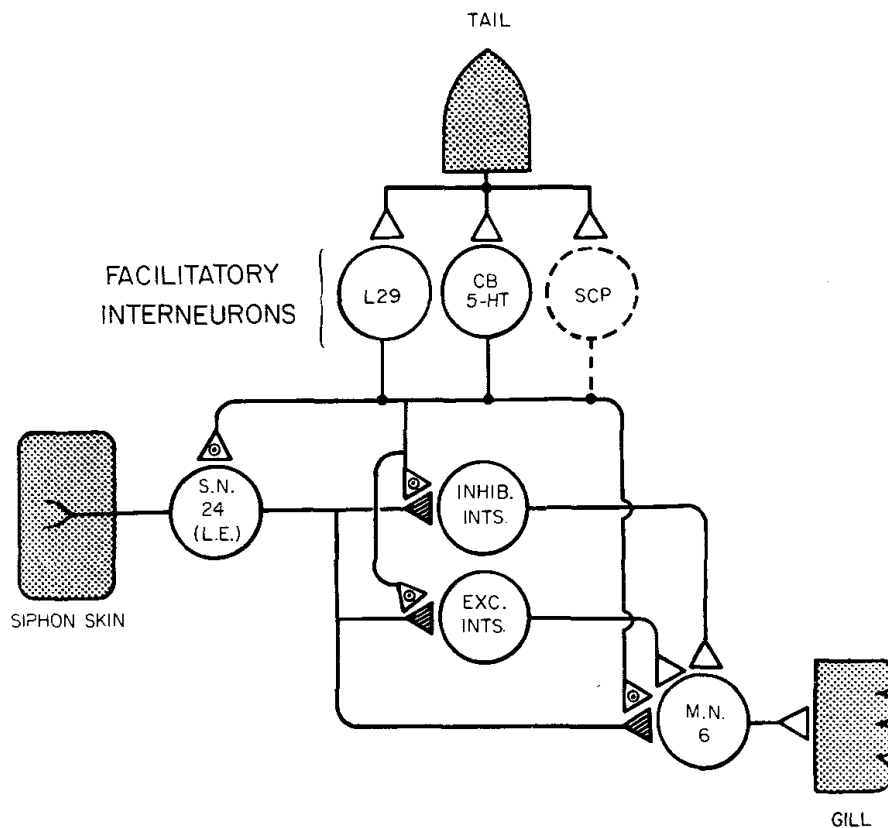 TAIL
FACILITATORY
INTERNEURONS
L29
CB
5-HT
SCP
S.N.
24
(L.E.)
INHIB.
INTS.
EXC.
INTS.
SIPHON SKIN
M.N.
6
GILL